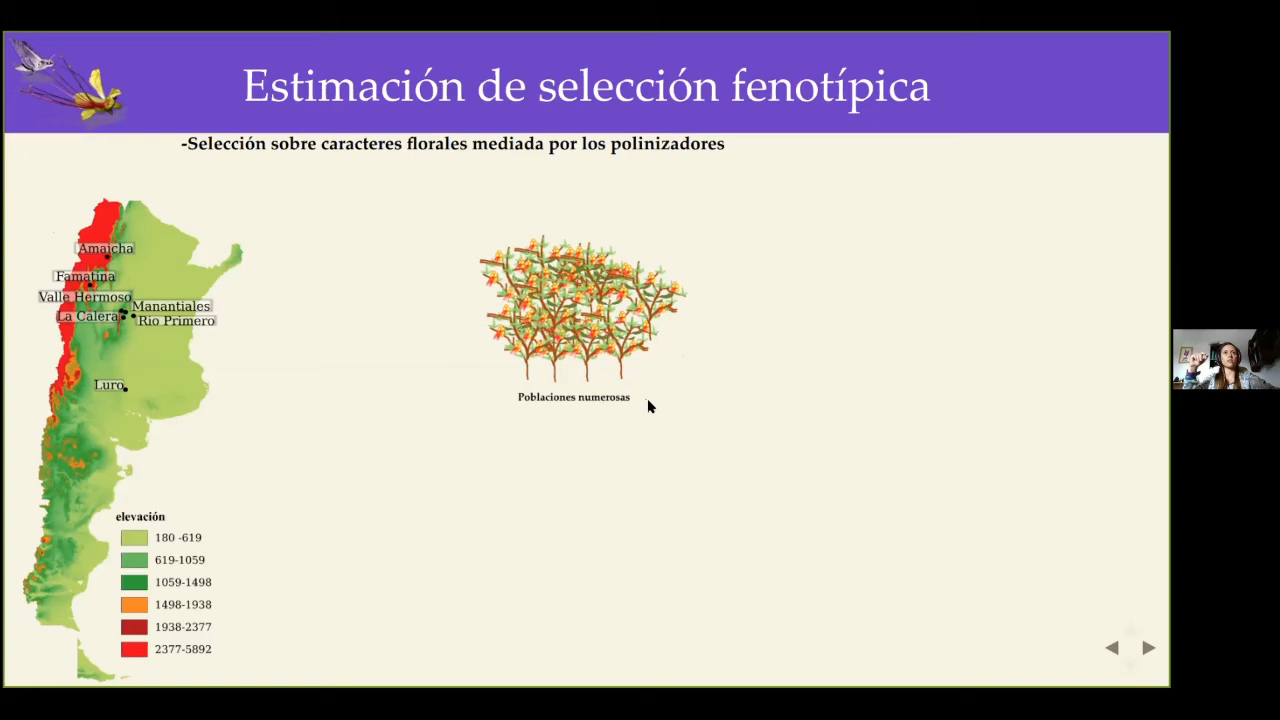 Estimación de selección fenotípica
-Selección sobre caracteres florales mediada por los polinizadores
Amaicha
Famatina
Valle Hermoso
Manantiales
La Calera
Rio Primero
Luro
Poblaciones numerosas
elevación
180 -619
619-1059
1059-1498
1498-1938
1938-2377
2377-5892